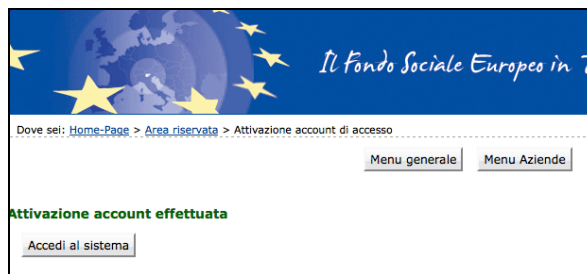 Il Fondo Sociale Europeo in
Dove sei: Home-Page > Area riservata > Attivazione account di accesso
Menu generale Menu Aziende
Attivazione account effettuata
Accedi al sistema